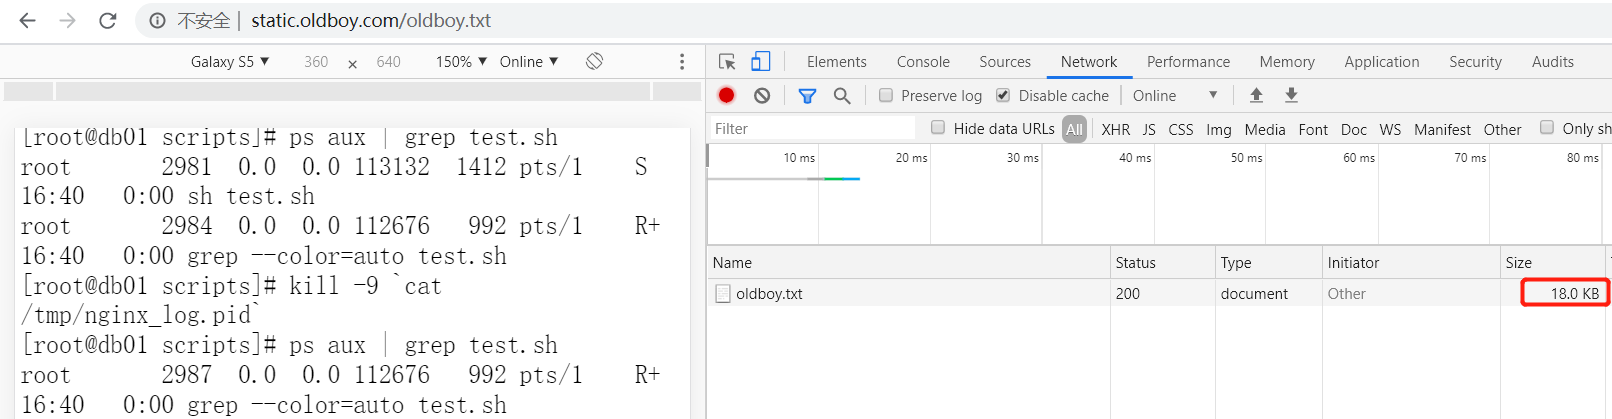 不安全 | static.oldboy.com/oldboy.txt
Galaxy S5 ▼ 360 × 640 150% ▼ Online ▼
[root@db01 scripts]# ps aux | grep test.sh
root 2981 0.0 0.0 113132 1412 pts/1 S
16:40 0:00 sh test.sh
root 2984 0.0 0.0 112676 992 pts/1 R+
16:40 0:00 grep --color=auto test.sh
[root@db01 scripts]# kill -9 `cat
/tmp/nginx_log.pid`
[root@db01 scripts]# ps aux | grep test.sh
root 2987 0.0 0.0 112676 992 pts/1 R+
16:40 0:00 grep --color=auto test.sh
Elements Console Sources Network Performance Memory Application Security Audits
Preserve log Disable cache Online ▼
Filter Hide data URLs All XHR JS CSS Img Media Font Doc WS Manifest Other Only sh
10 ms 20 ms 30 ms 40 ms 50 ms 60 ms 70 ms 80 ms
Name Status Type Initiator Size
oldboy.txt 200 document Other 18.0 KB